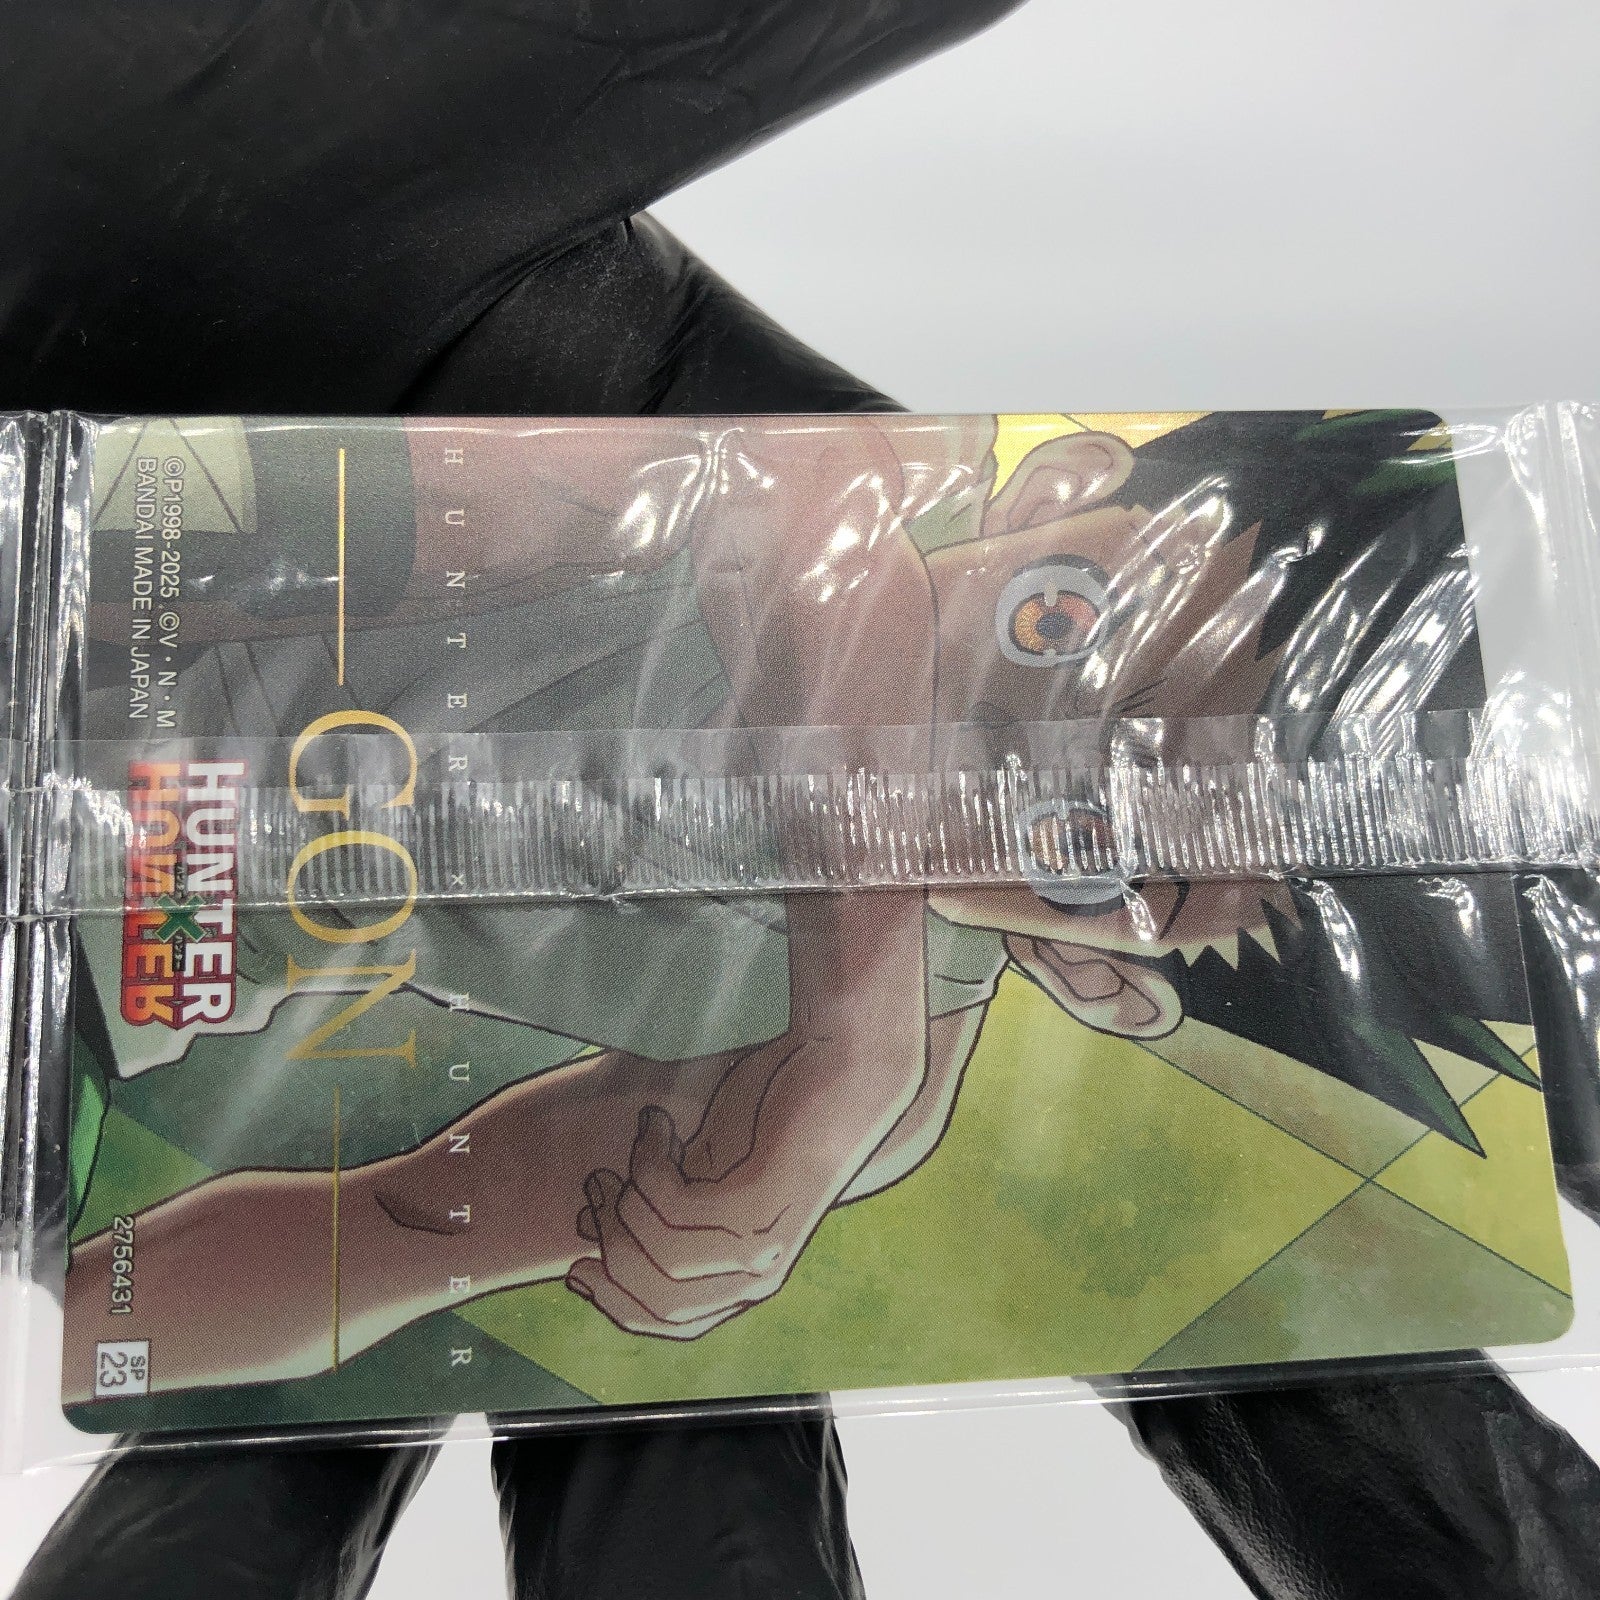 HUNTER × HUNTER
GON
HUNTER
×
HUNTER
©P1998-2025 ©V・N・M
BANDAI MADE IN JAPAN
2756431
SP
23